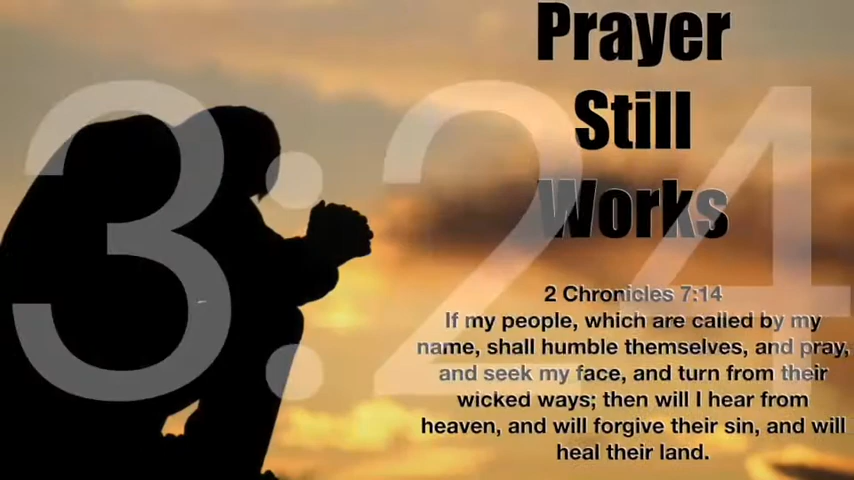 Prayer
Still
Works
3:24
2 Chronicles 7:14
If my people, which are called by my
name, shall humble themselves, and pray,
and seek my face, and turn from their
wicked ways; then will I hear from
heaven, and will forgive their sin, and will
heal their land.